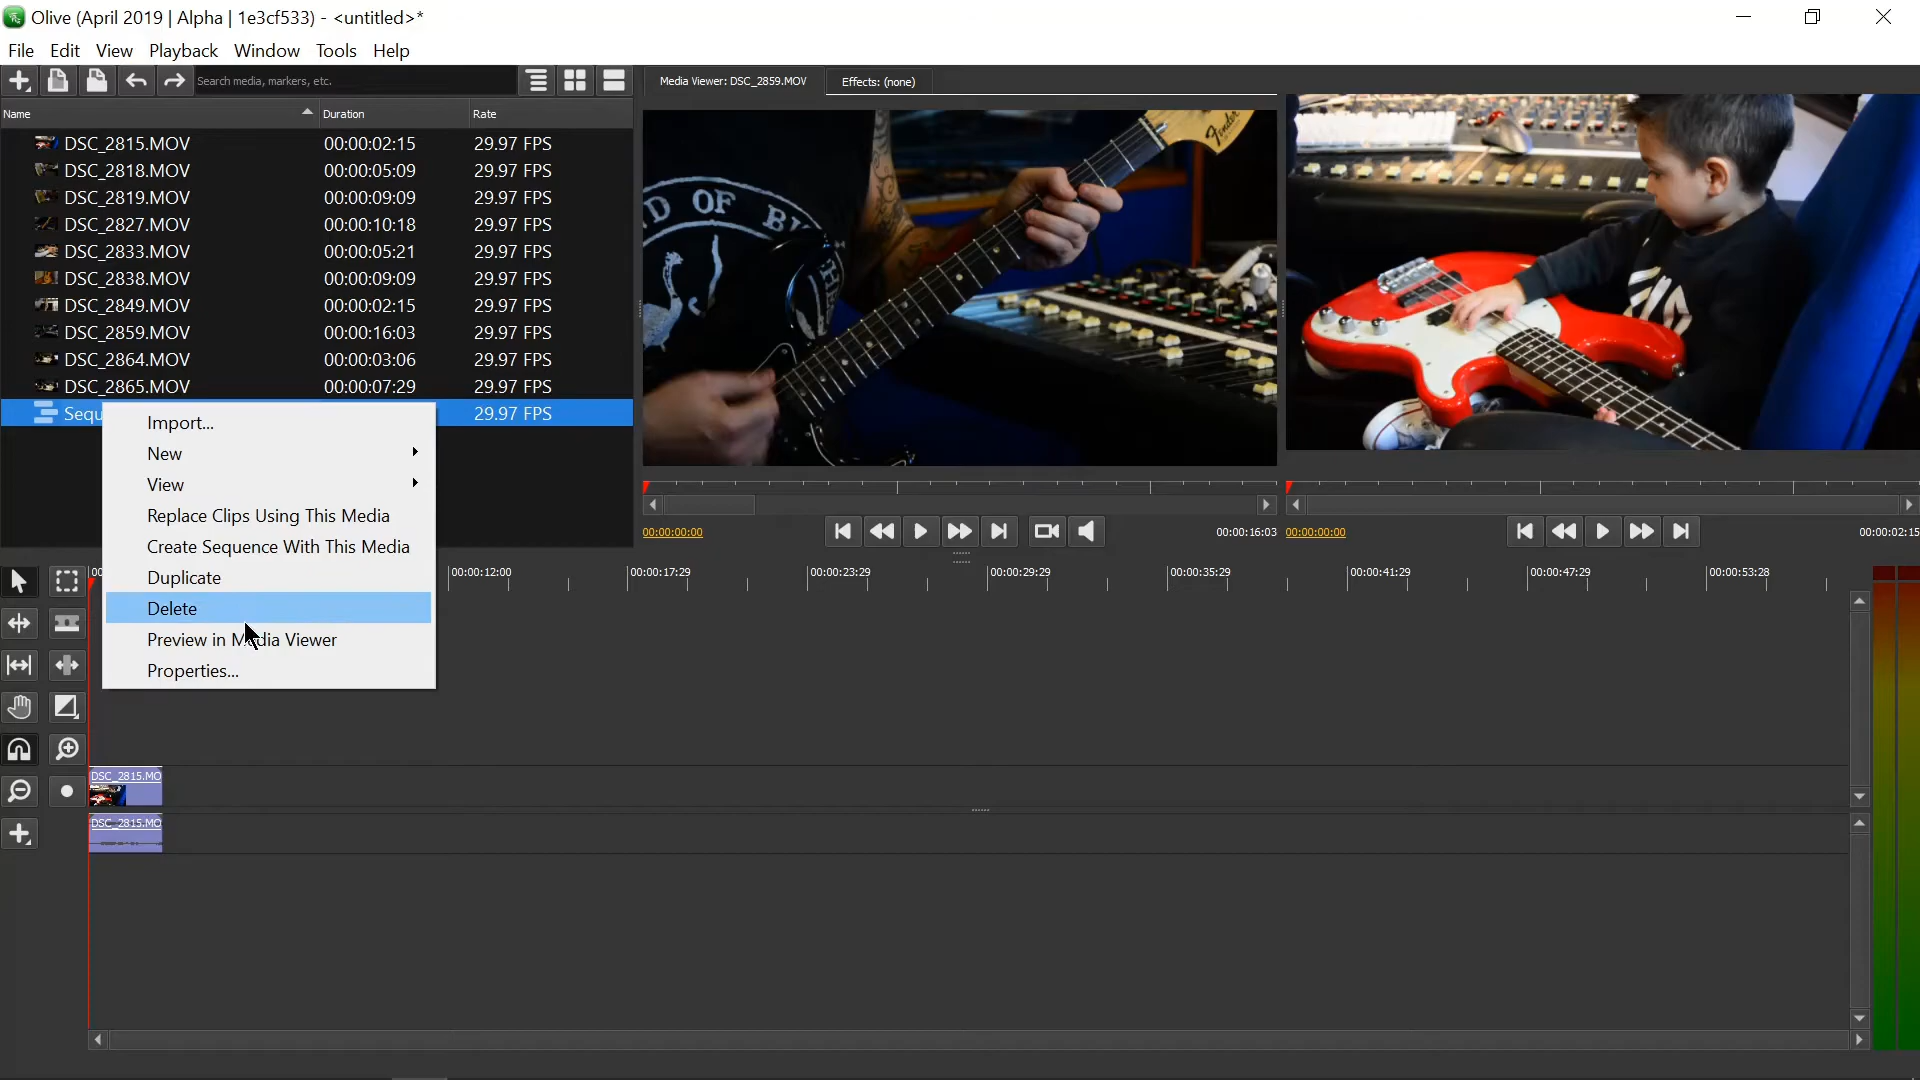 Olive (April 2019 | Alpha | 1e3cf533) - <untitled>*
File Edit View Playback Window Tools Help
Search media, markers, etc.
Media Viewer: DSC_2859.MOV Effects: (none)
Name Duration Rate
DSC_2815.MOV 00:00:02:15 29.97 FPS
DSC_2818.MOV 00:00:05:09 29.97 FPS
DSC_2819.MOV 00:00:09:09 29.97 FPS
DSC_2827.MOV 00:00:10:18 29.97 FPS
DSC_2833.MOV 00:00:05:21 29.97 FPS
DSC_2838.MOV 00:00:09:09 29.97 FPS
DSC_2849.MOV 00:00:02:15 29.97 FPS
DSC_2859.MOV 00:00:16:03 29.97 FPS
DSC_2864.MOV 00:00:03:06 29.97 FPS
DSC_2865.MOV 00:00:07:29 29.97 FPS
Sequ 29.97 FPS
Fender
D OF B
Import...
New
View
Replace Clips Using This Media
Create Sequence With This Media
Duplicate
Delete
Preview in Media Viewer
Properties...
00:00:00:00 00:00:16:03
00:00:00:00 00:00:02:15
00:00:12:00 00:00:17:29 00:00:23:29 00:00:29:29 00:00:35:29 00:00:41:29 00:00:47:29 00:00:53:28
DSC_2815.MO
DSC_2815.MO